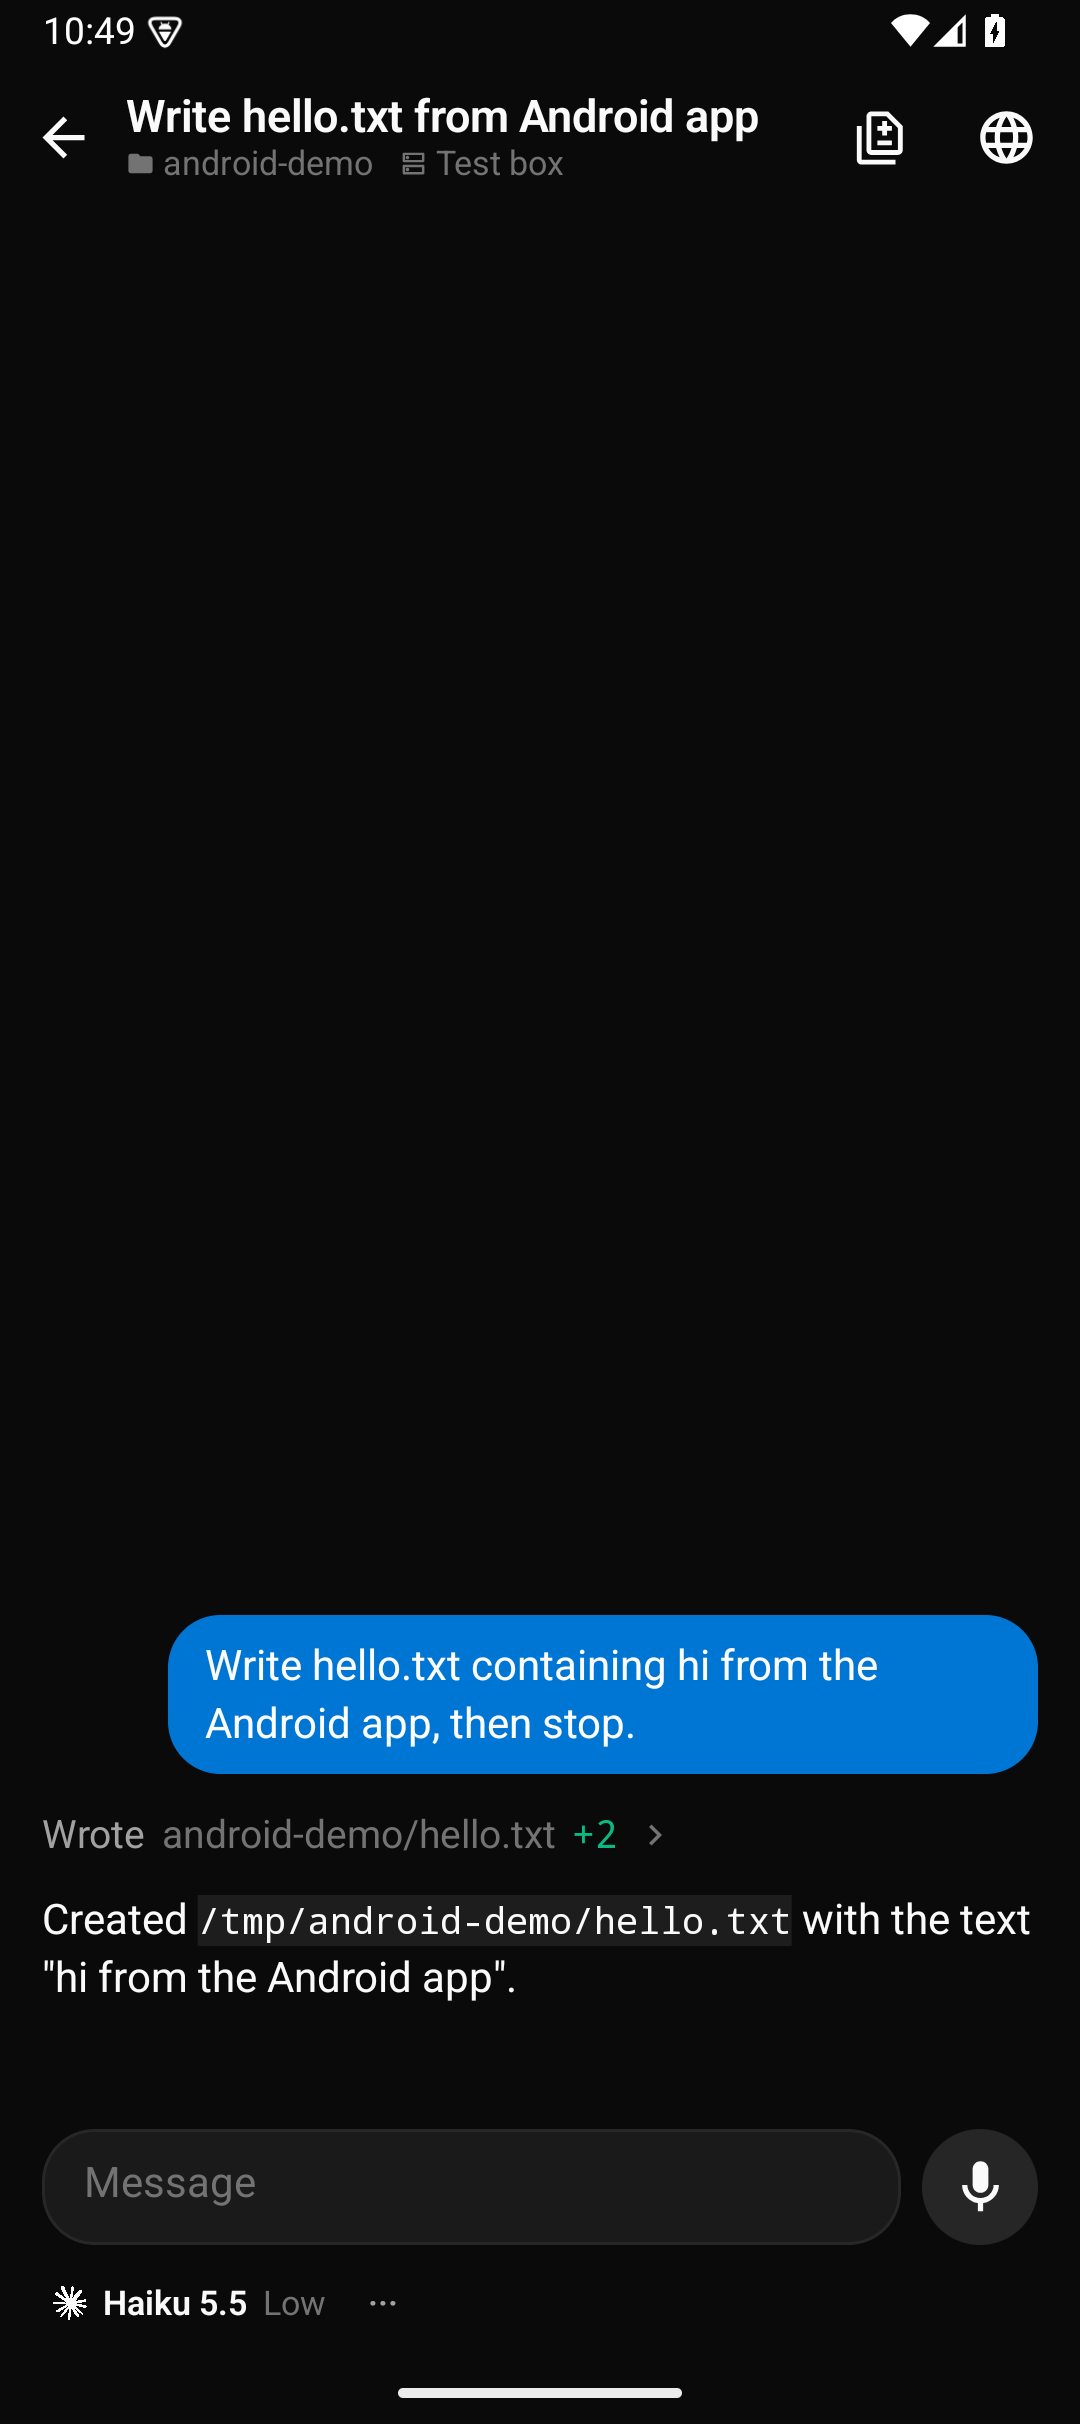 10:49
Write hello.txt from Android app
android-demo Test box
Write hello.txt containing hi from the
Android app, then stop.
Wrote android-demo/hello.txt +2
Created /tmp/android-demo/hello.txt with the text
"hi from the Android app".
Message
Haiku 5.5 Low ...